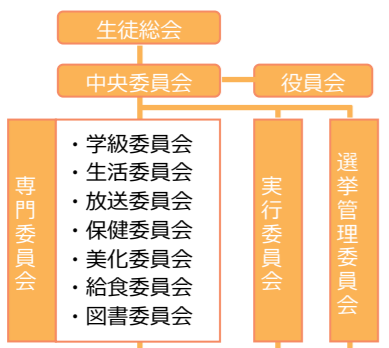 生徒総会
中央委員会
役員会
専門委員会
・学級委員会
・生活委員会
・放送委員会
・保健委員会
・美化委員会
・給食委員会
・図書委員会
実行委員会
選挙管理委員会